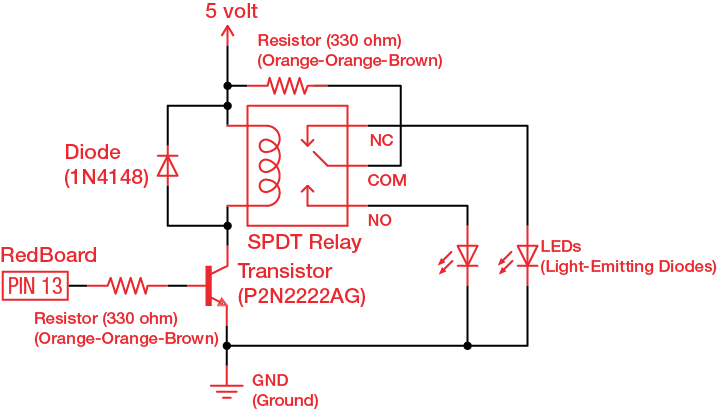 5 volt
Resistor (330 ohm)
(Orange-Orange-Brown)
NC
Diode
(1N4148)
COM
NO
SPDT Relay
RedBoard
PIN 13
Transistor
(P2N2222AG)
LEDs
(Light-Emitting Diodes)
Resistor (330 ohm)
(Orange-Orange-Brown)
GND
(Ground)